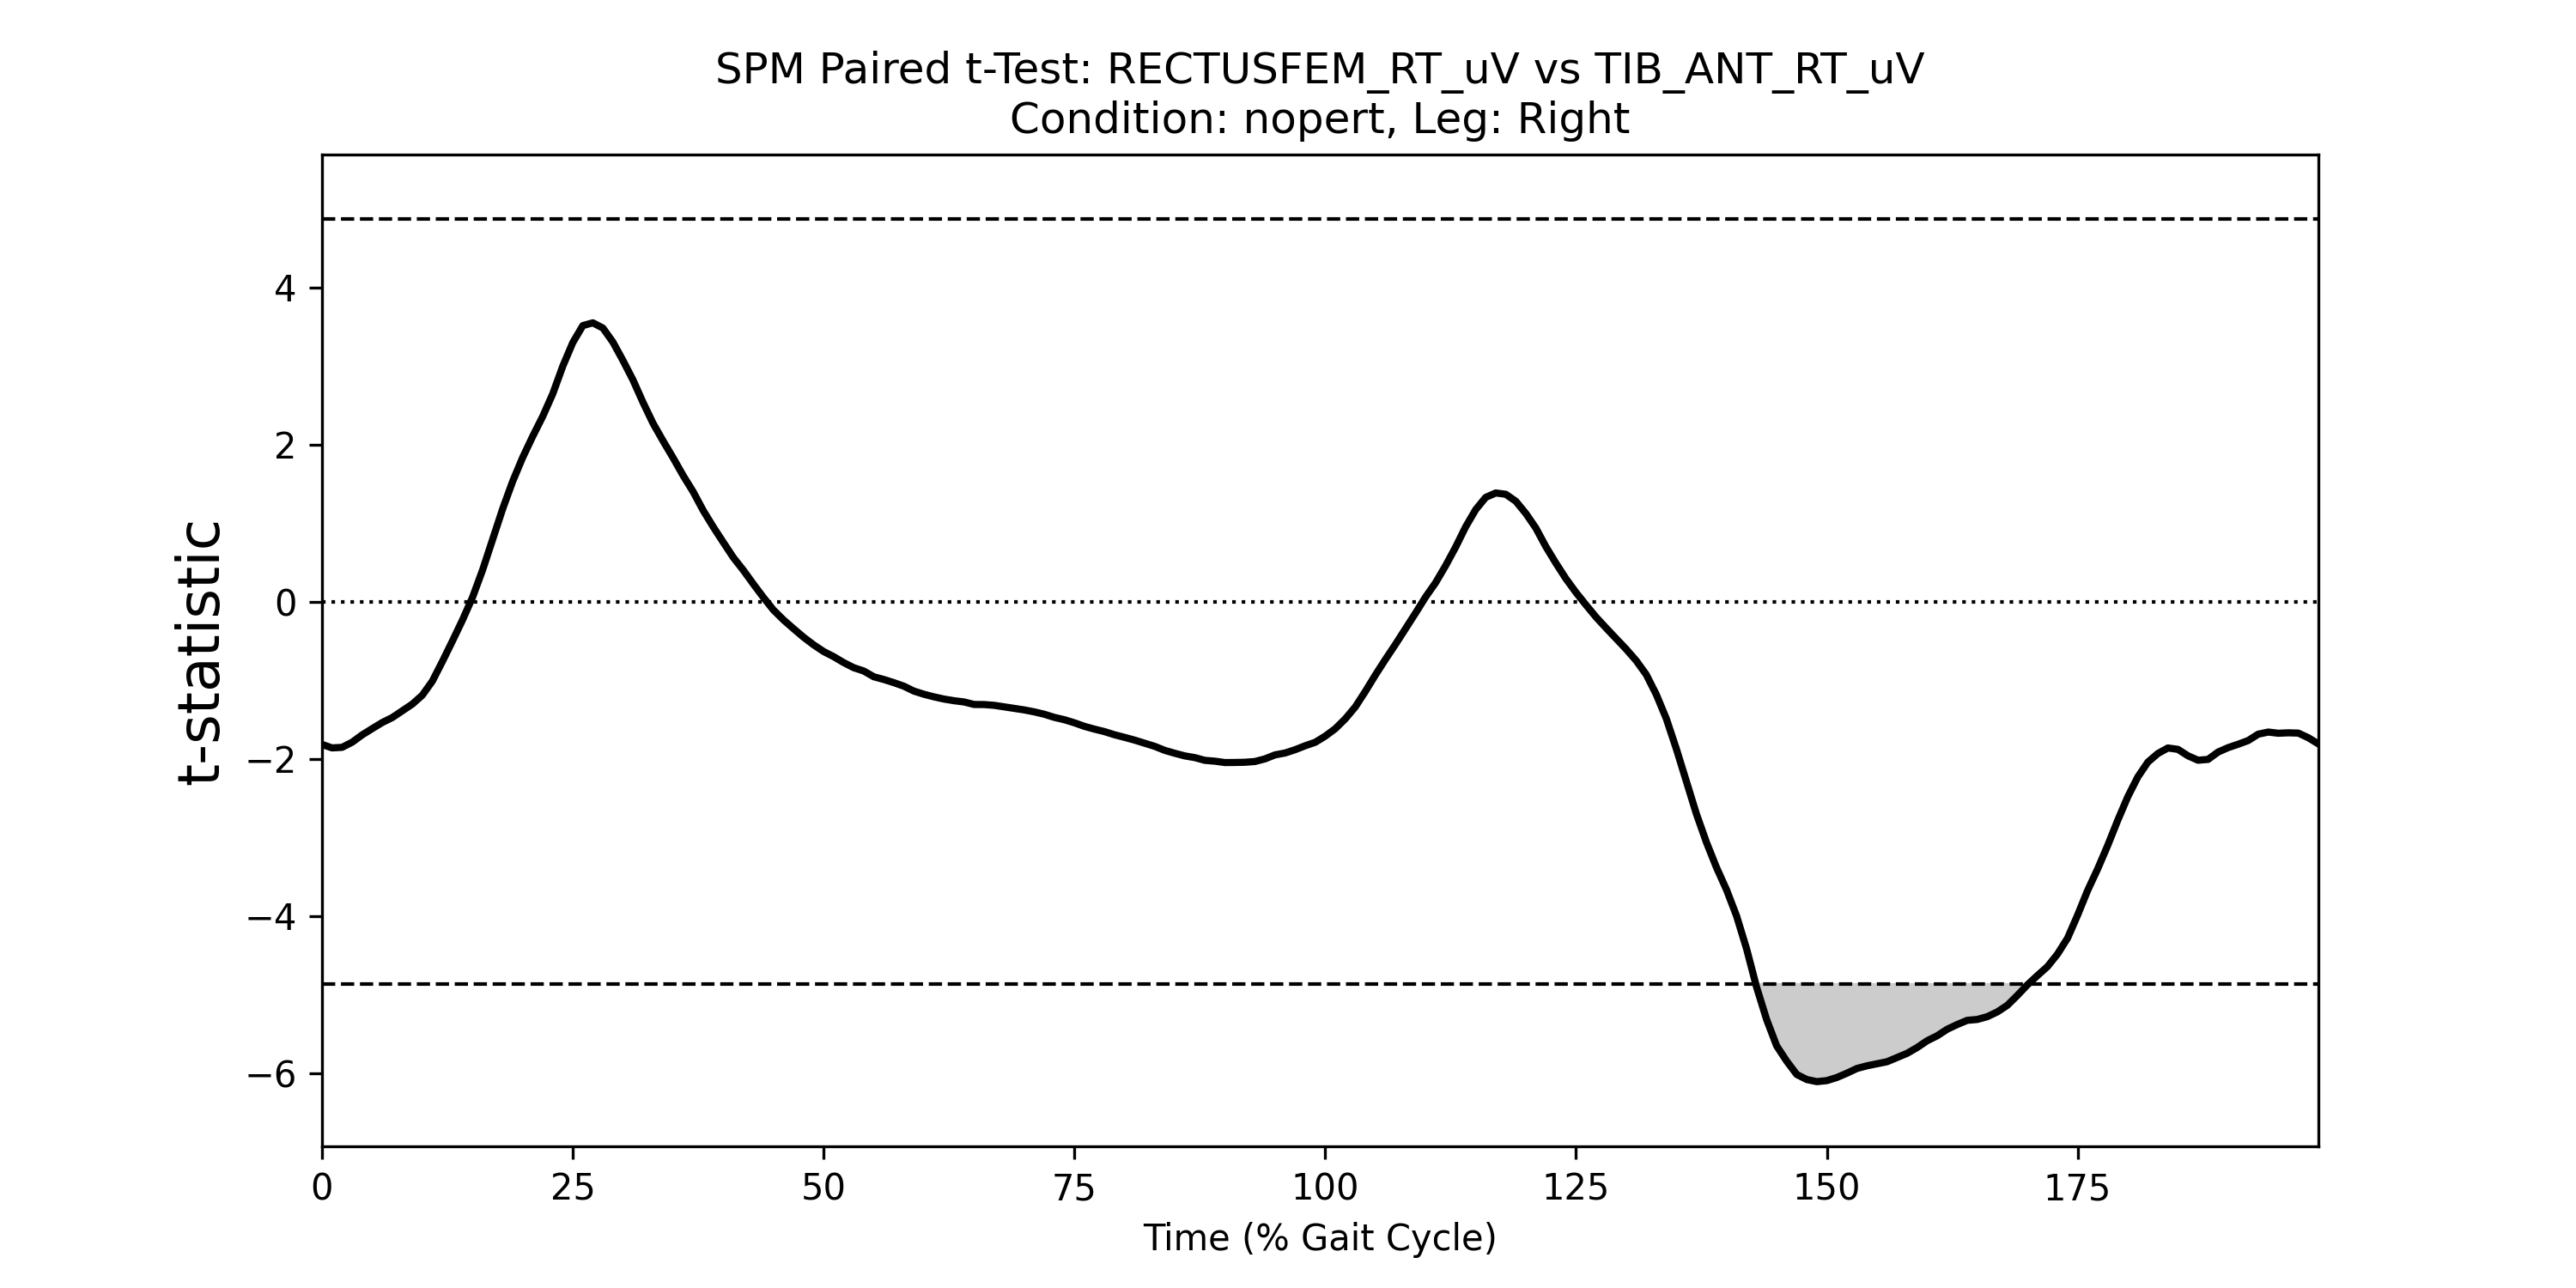 SPM Paired t-Test: RECTUSFEM_RT_uV vs TIB_ANT_RT_uV
Condition: nopert, Leg: Right
t-statistic
4
2
0
−2
−4
−6
0 25 50 75 100 125 150 175
Time (% Gait Cycle)